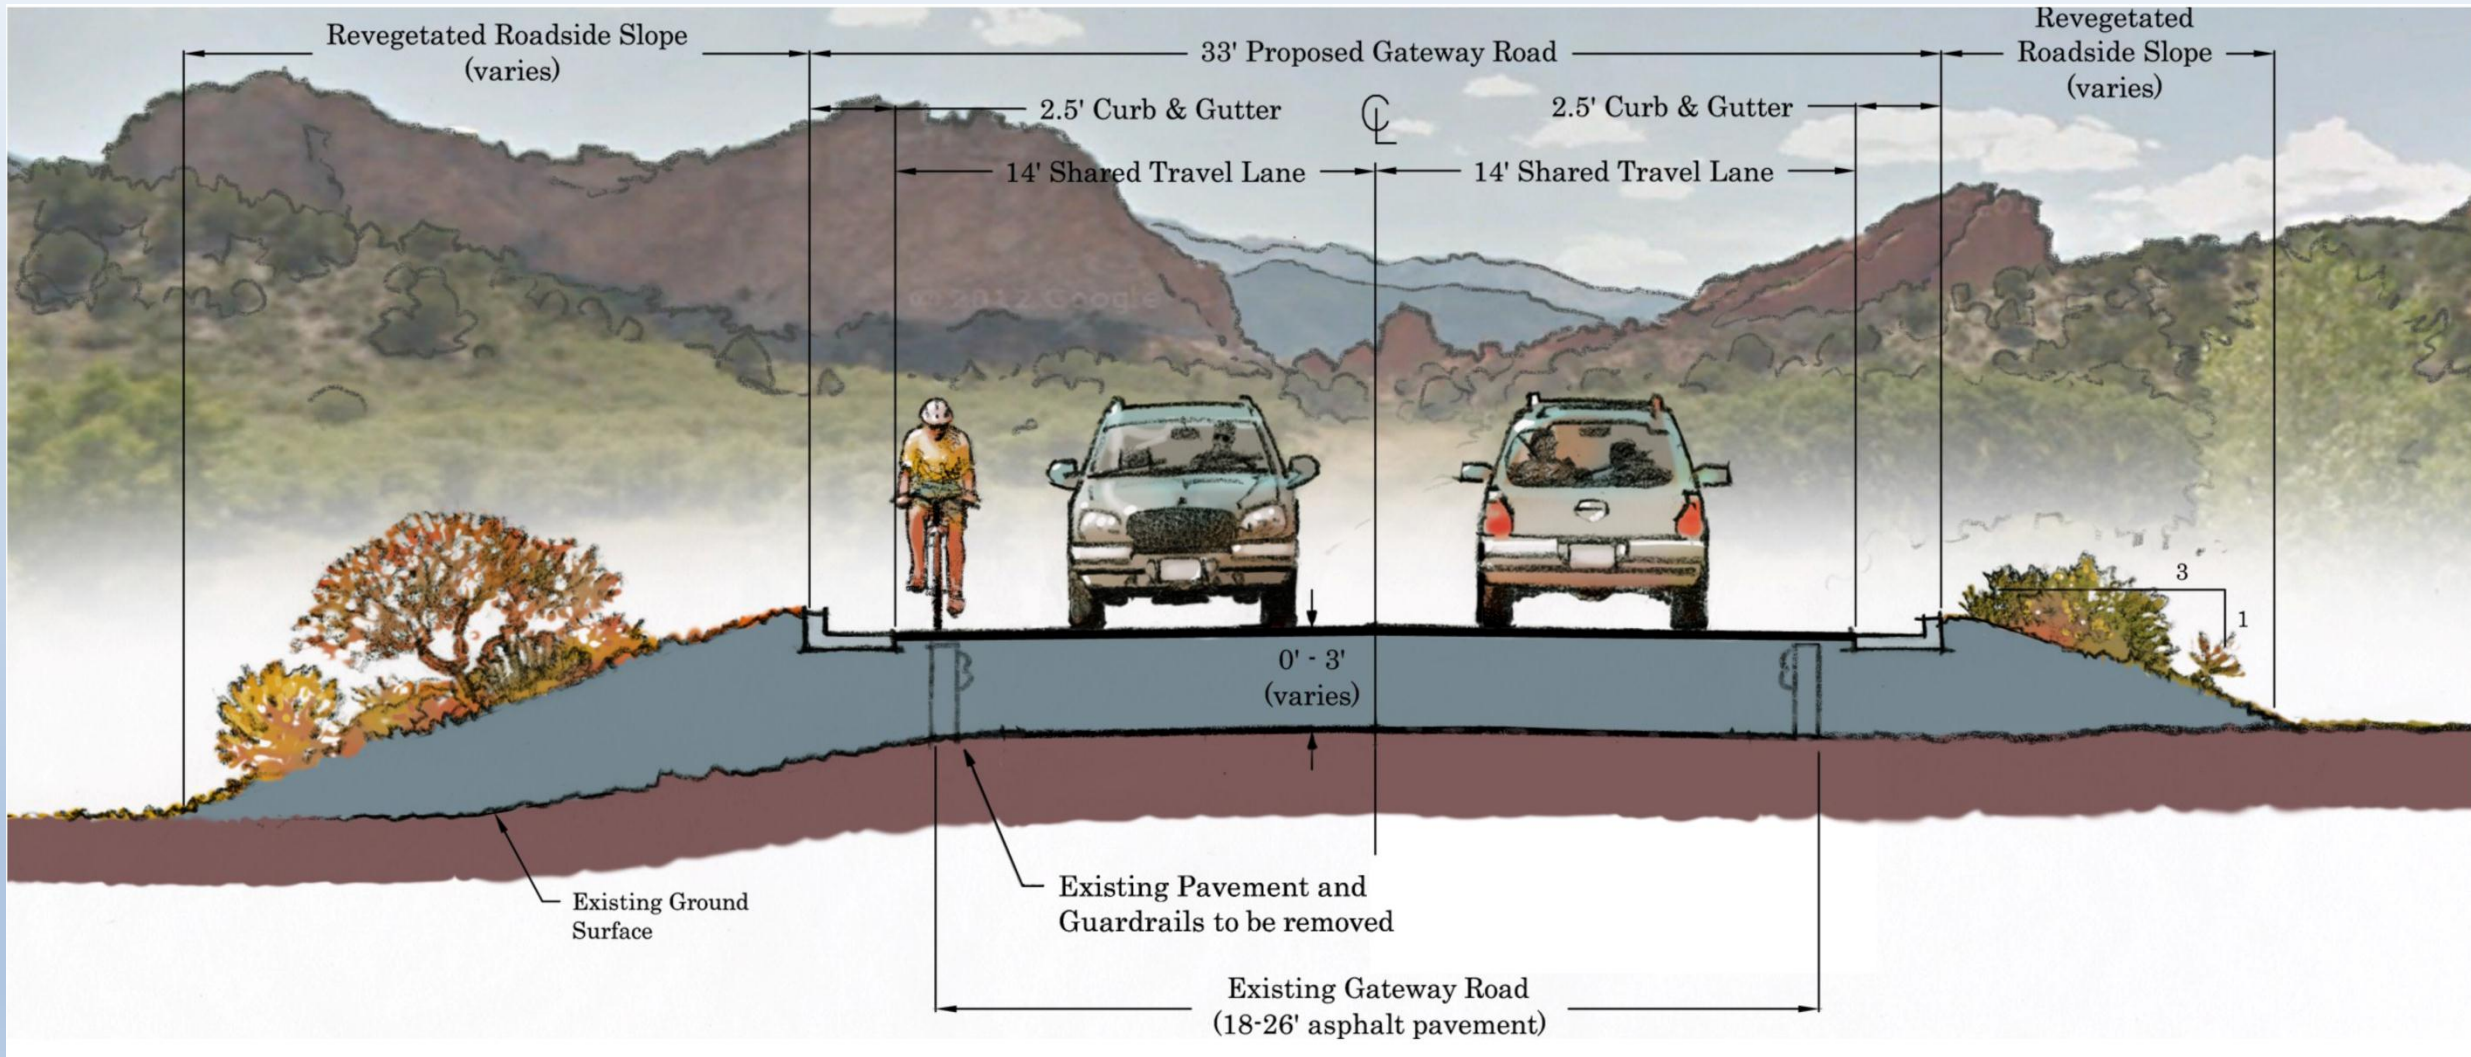 Revegetated Roadside Slope
(varies)
33' Proposed Gateway Road
Revegetated
Roadside Slope
(varies)
2.5' Curb & Gutter
℄
2.5' Curb & Gutter
14' Shared Travel Lane
14' Shared Travel Lane
© 2012 Google
3
1
0' - 3'
(varies)
Existing Ground
Surface
Existing Pavement and
Guardrails to be removed
Existing Gateway Road
(18-26' asphalt pavement)